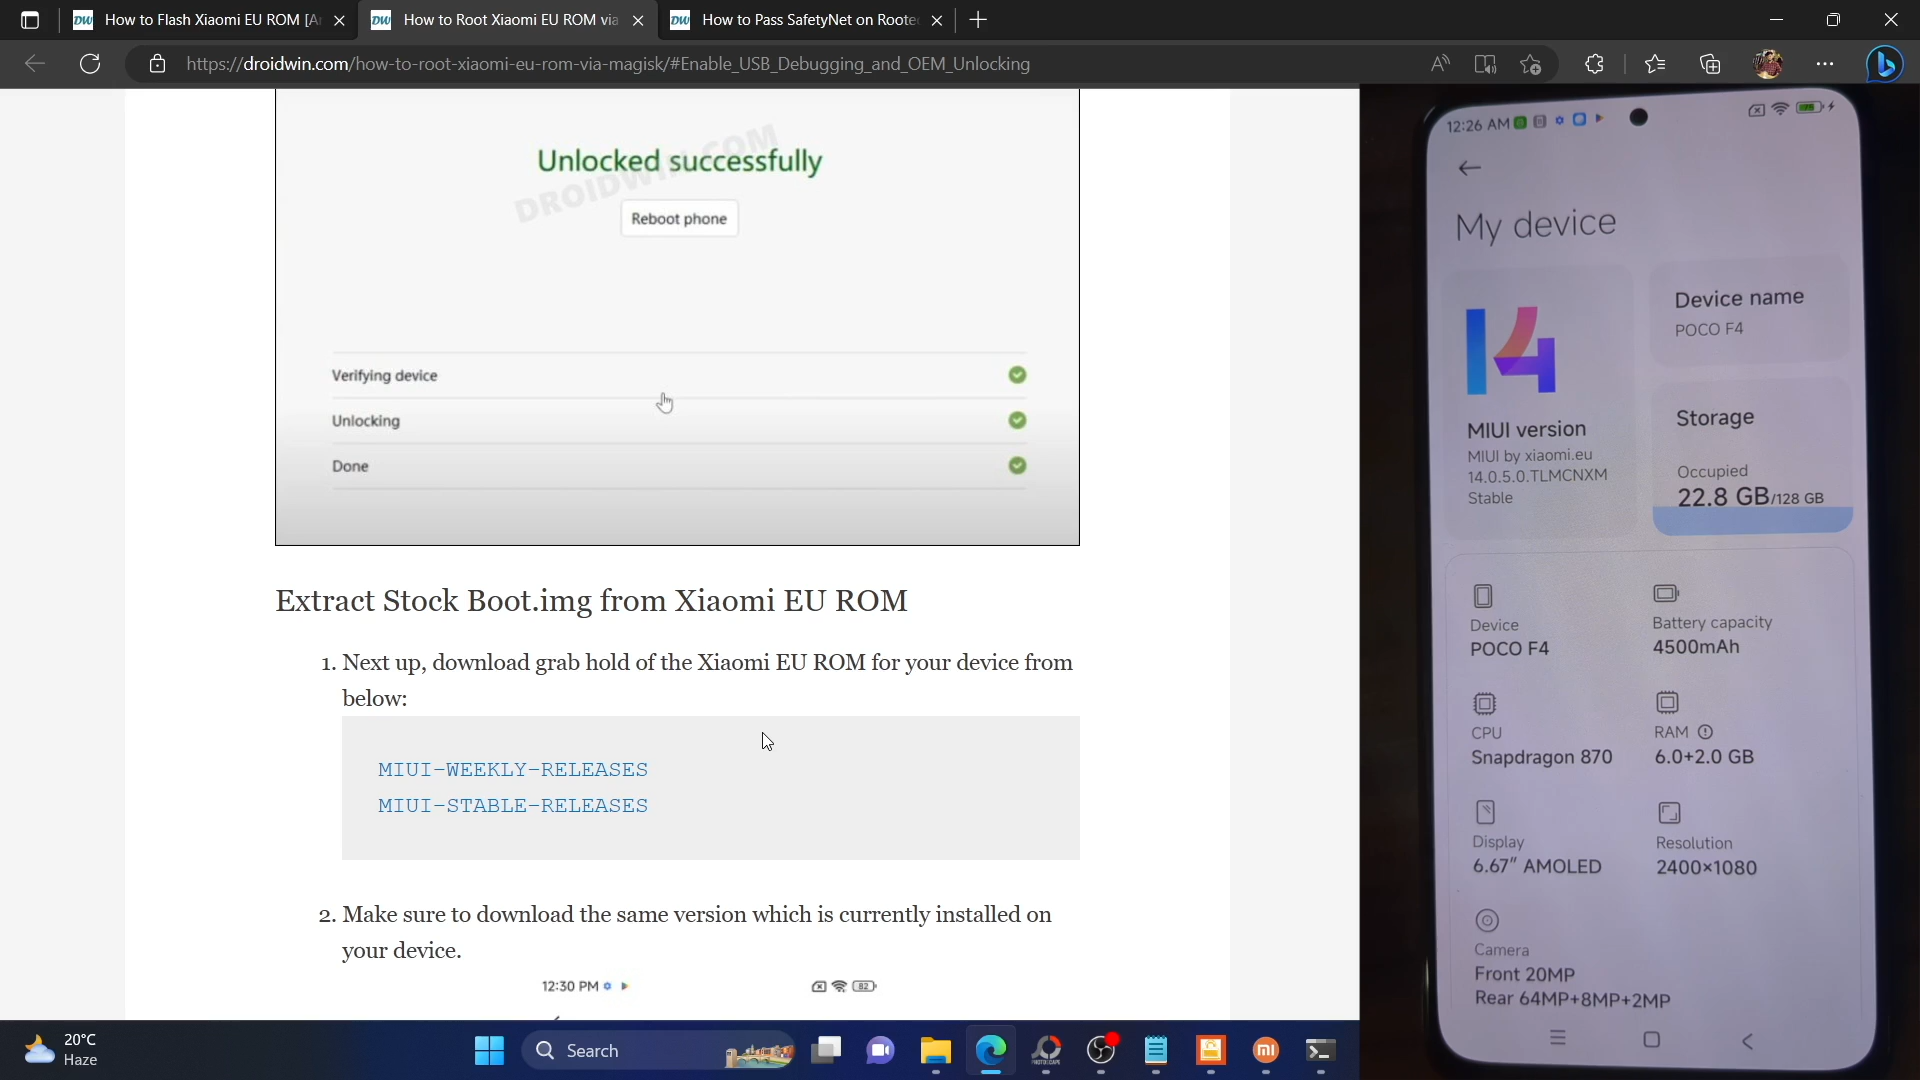 How to Flash Xiaomi EU ROM [A
How to Root Xiaomi EU ROM via
How to Pass SafetyNet on Roote
https://droidwin.com/how-to-root-xiaomi-eu-rom-via-magisk/#Enable_USB_Debugging_and_OEM_Unlocking
DROIDWIN.COM
Unlocked successfully
Reboot phone
Verifying device
Unlocking
Done
Extract Stock Boot.img from Xiaomi EU ROM
1. Next up, download grab hold of the Xiaomi EU ROM for your device from
below:
MIUI-WEEKLY-RELEASES
MIUI-STABLE-RELEASES
2. Make sure to download the same version which is currently installed on
your device.
12:30 PM
82
12:26 AM
My device
14
MIUI version
MIUI by xiaomi.eu
14.0.5.0.TLMCNXM
Stable
Device name
POCO F4
Storage
Occupied
22.8 GB/128 GB
Device
POCO F4
Battery capacity
4500mAh
CPU
Snapdragon 870
RAM
6.0+2.0 GB
Display
6.67" AMOLED
Resolution
2400×1080
Camera
Front 20MP
Rear 64MP+8MP+2MP
20°C
Haze
Search